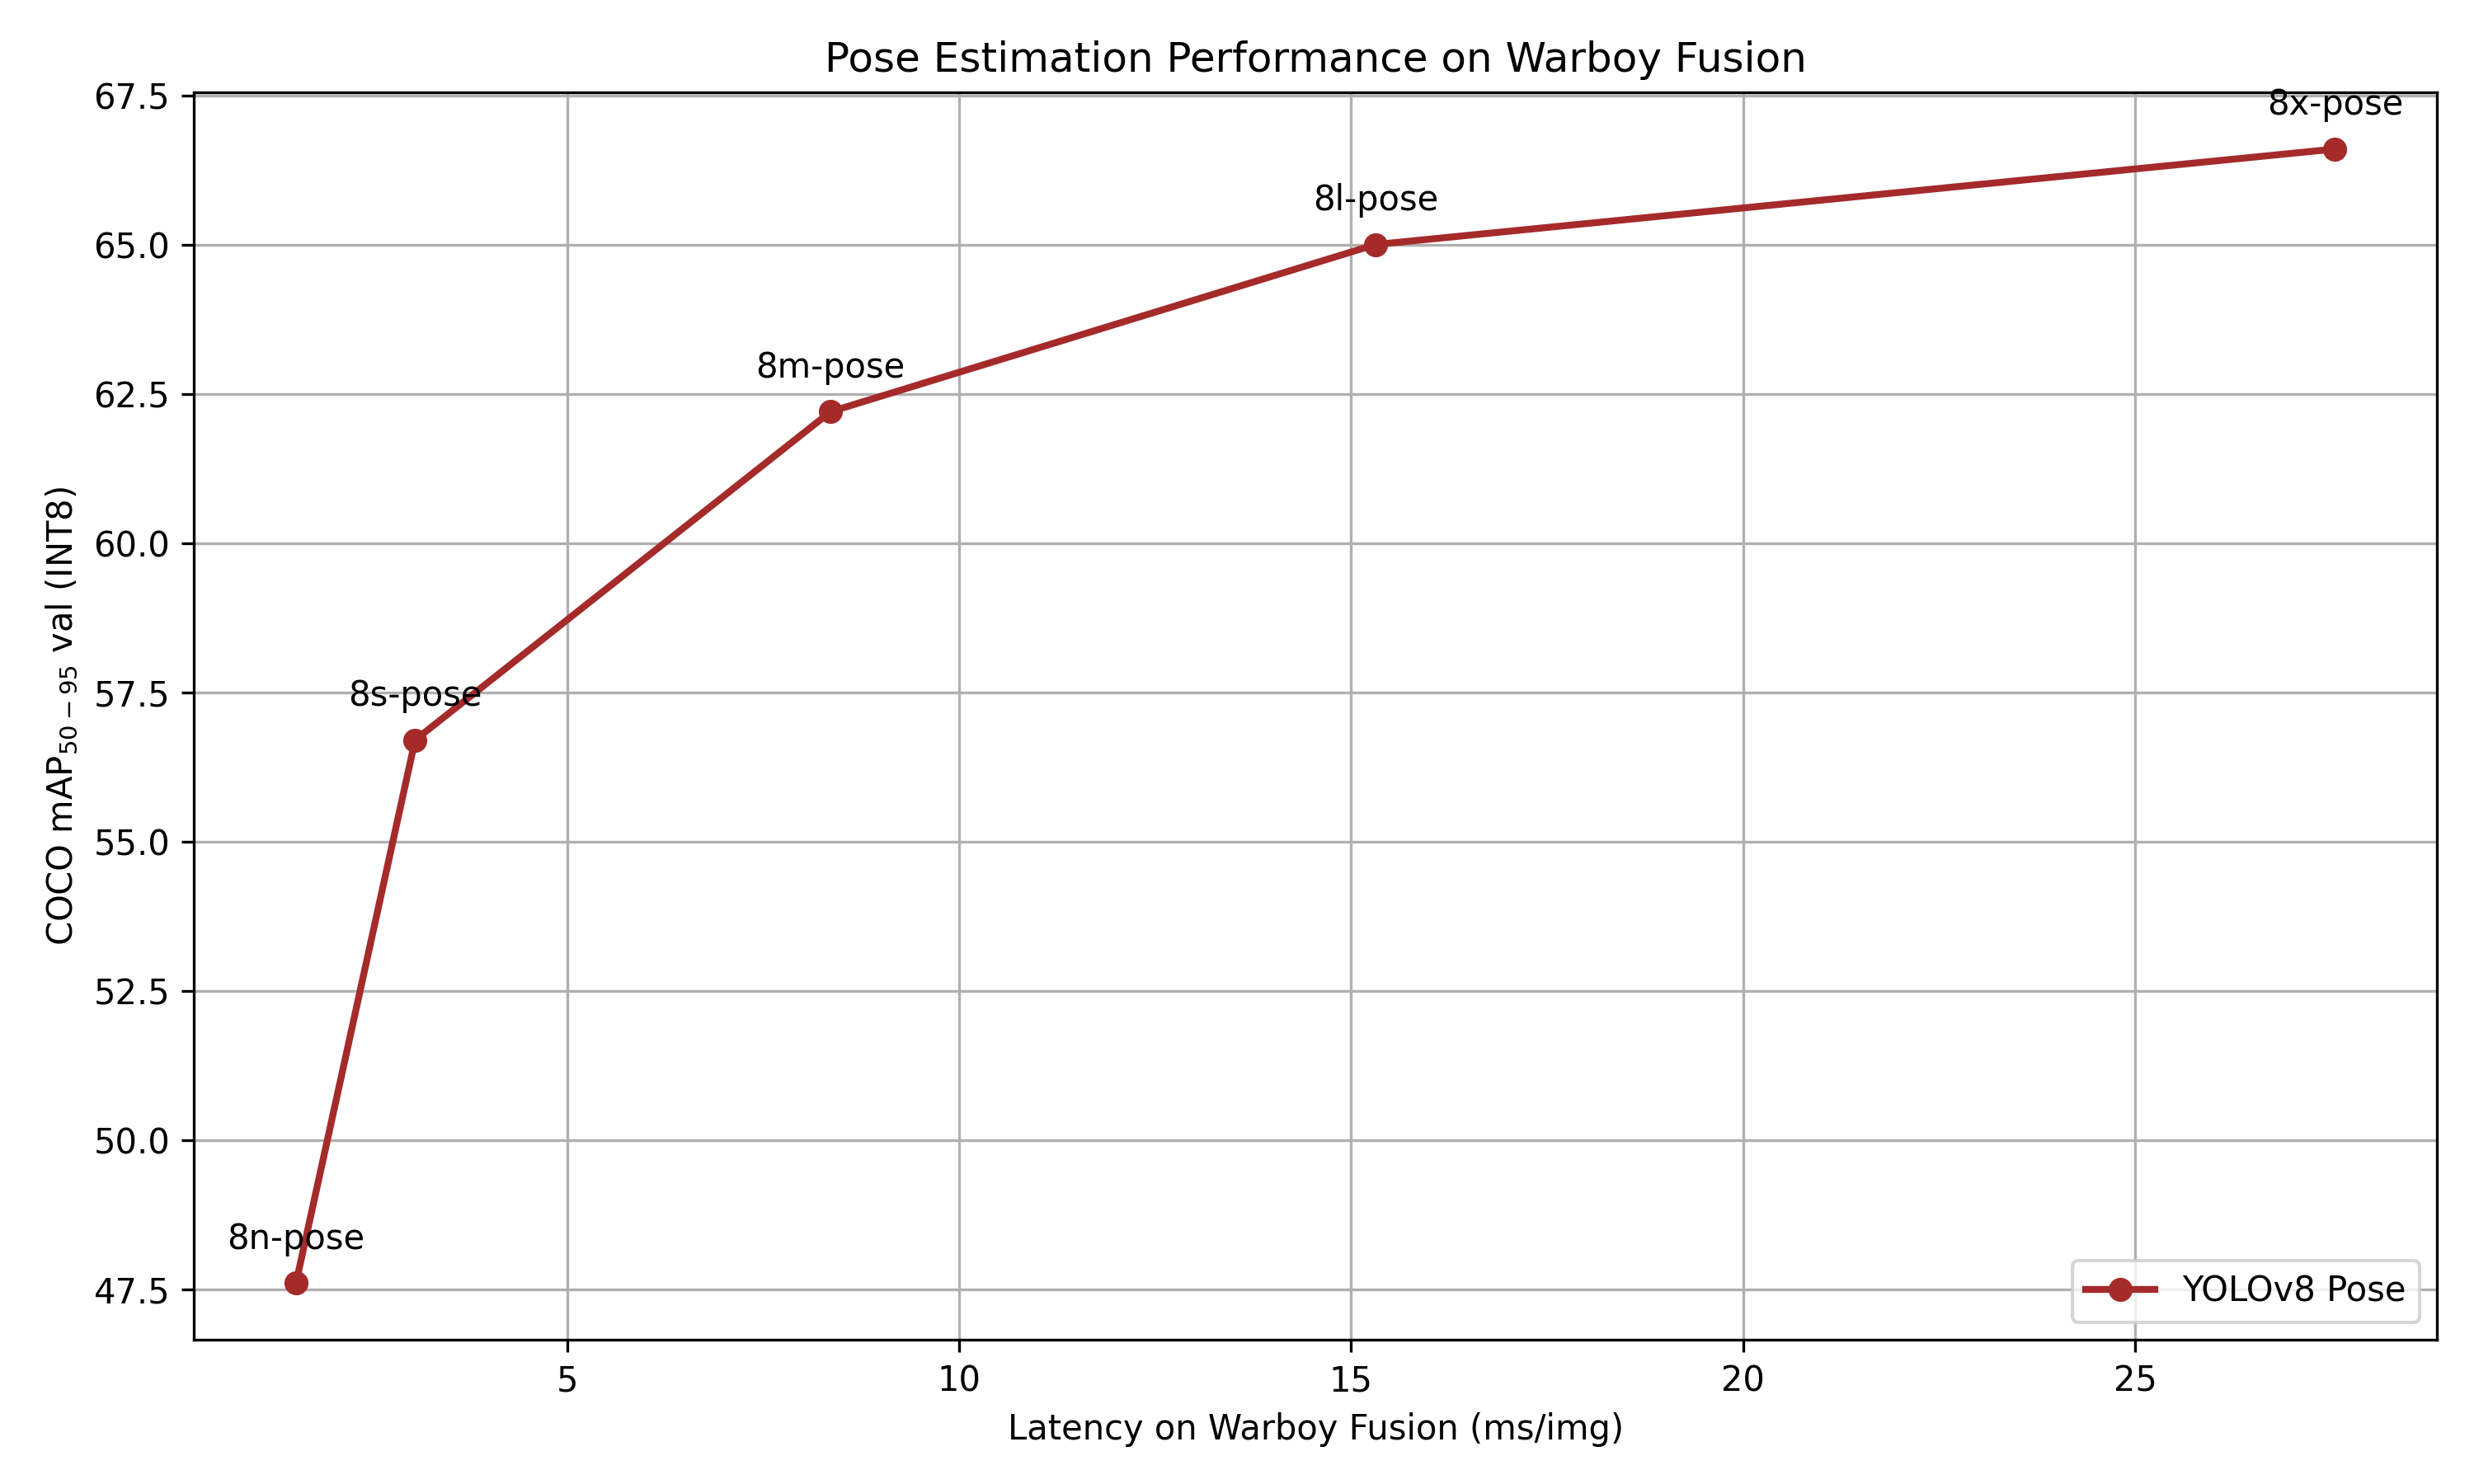 Pose Estimation Performance on Warboy Fusion
67.5
65.0
62.5
60.0
57.5
55.0
52.5
50.0
47.5
COCO mAP50−95 val (INT8)
8x-pose
8l-pose
8m-pose
8s-pose
8n-pose
YOLOv8 Pose
5 10 15 20 25
Latency on Warboy Fusion (ms/img)